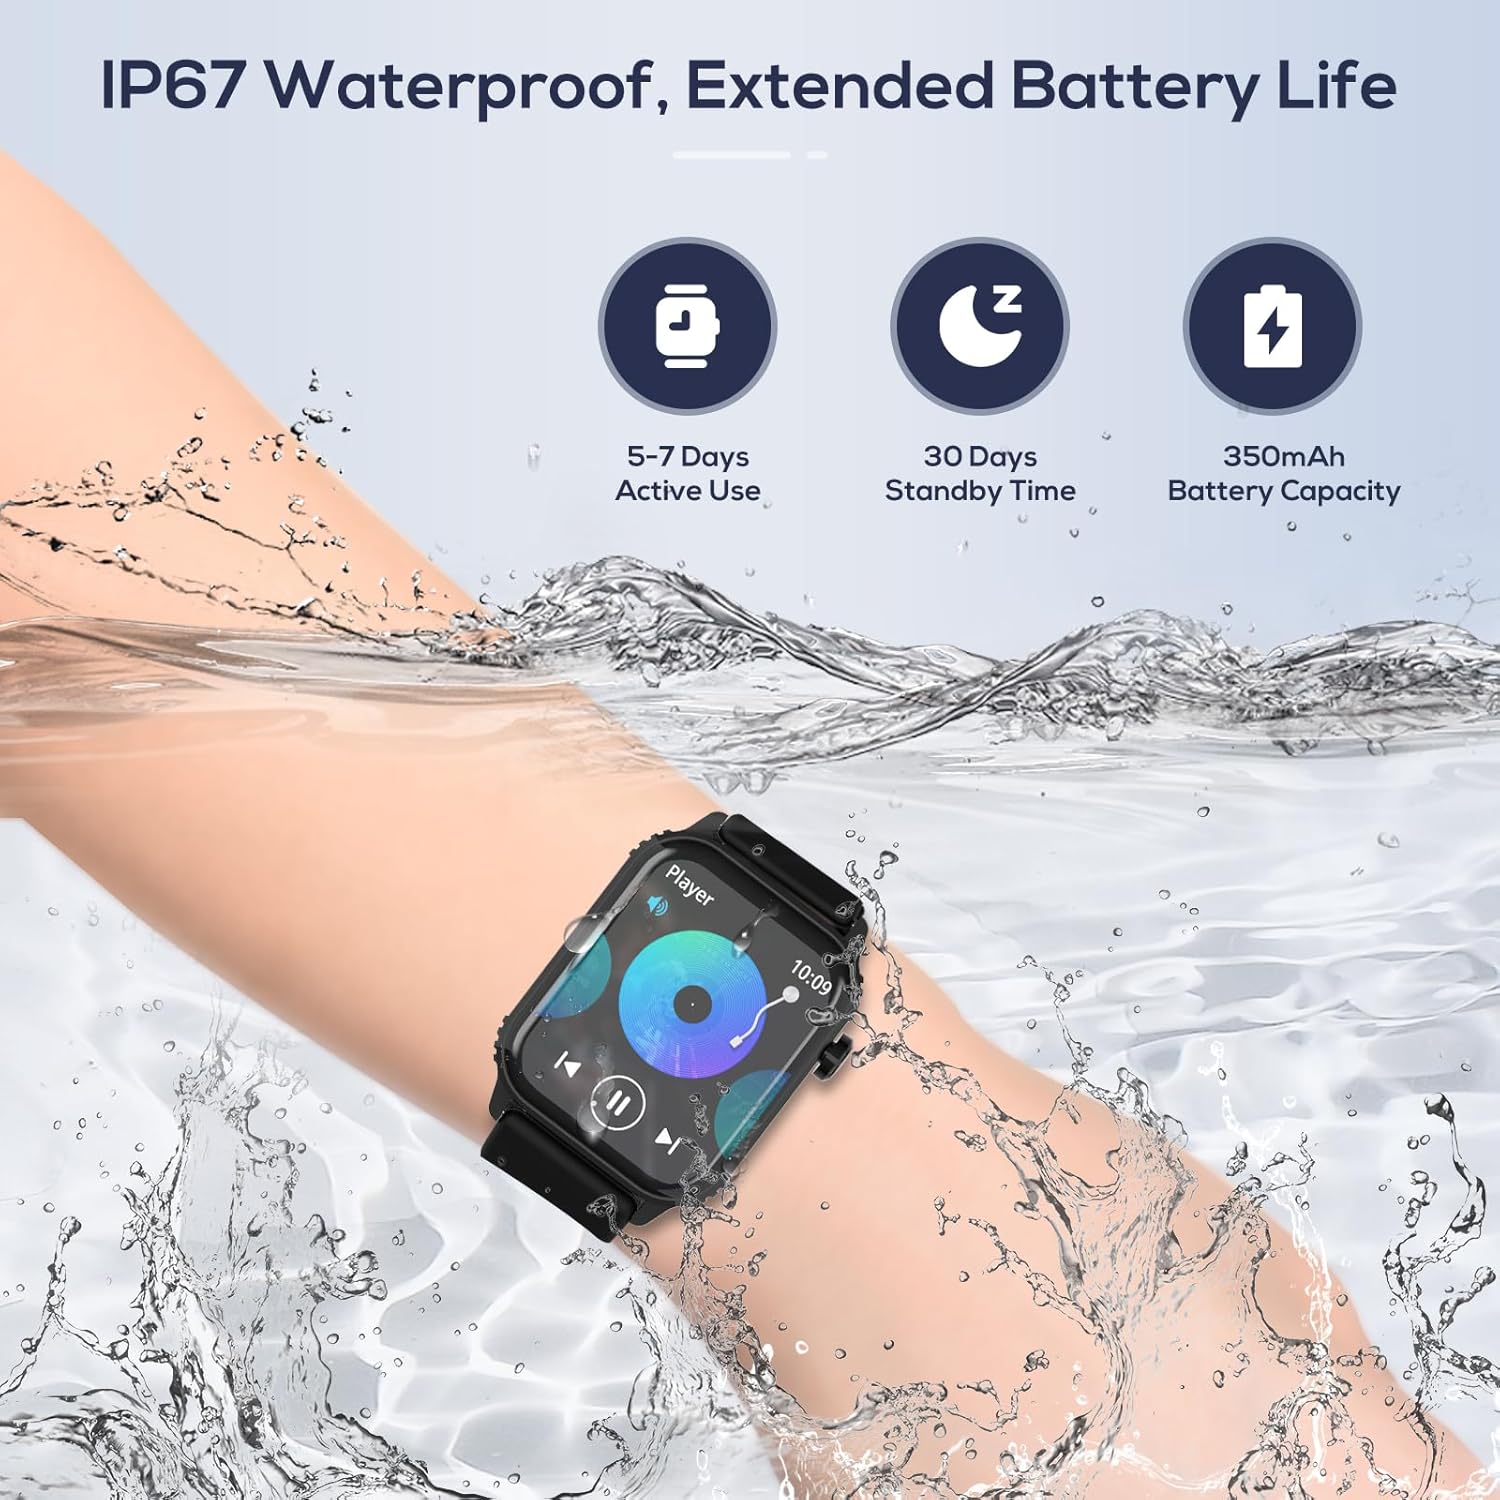 IP67 Waterproof, Extended Battery Life
5-7 Days
Active Use
30 Days
Standby Time
350mAh
Battery Capacity
Player
10:09